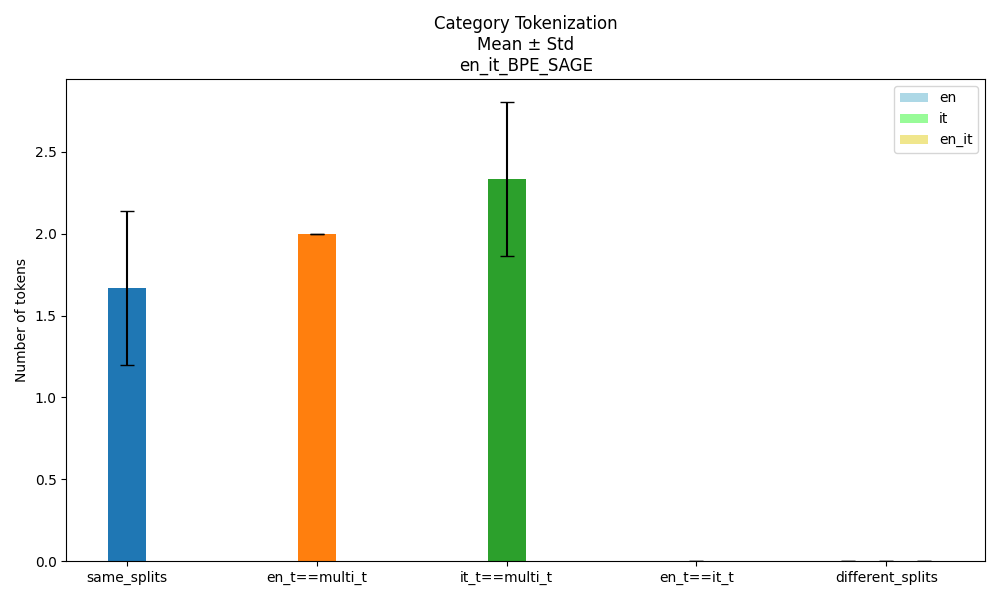 Category Tokenization
Mean ± Std
en_it_BPE_SAGE
en
it
en_it
Number of tokens
2.5
2.0
1.5
1.0
0.5
0.0
same_splits
en_t==multi_t
it_t==multi_t
en_t==it_t
different_splits